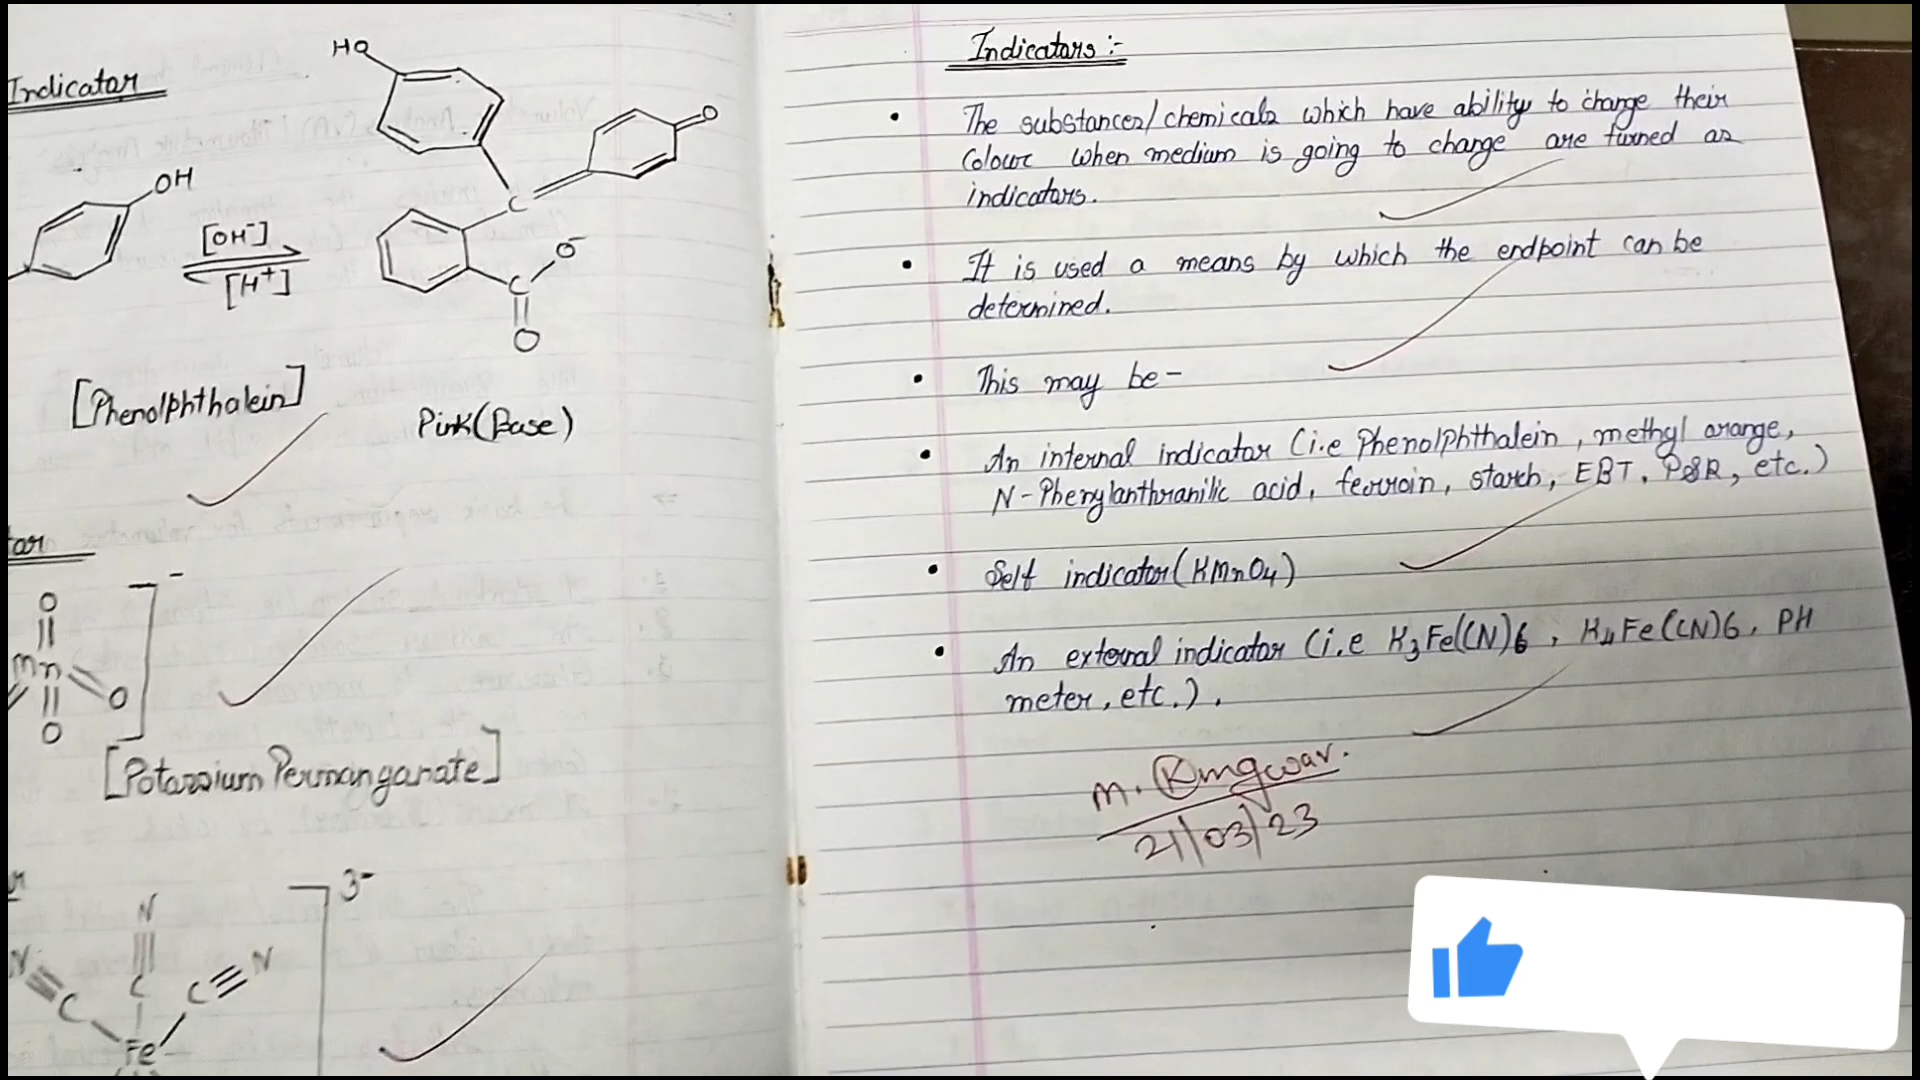 Indicator
HO
O
OH
[OH⁻]
[H⁺]
C
O⁻
C
O
[Phenolphthalein]
Pink(Base)
O
Mn
O
O
-
[Potassium Permanganate]
3-
N
N
N
C
C
C
Fe
Indicators :-
• The substances/chemicals which have ability to change their
Colour when medium is going to change are turned as
indicators.
• It is used a means by which the endpoint can be
determined.
• This may be -
• An internal indicator (i.e Phenolphthalein, methyl orange,
N-Phenylanthranilic acid, ferroin, starch, EBT, P&R, etc.)
• Self indicator(KMnO4)
• An external indicator (i.e K3Fe(CN)6, K4Fe(CN)6, PH
meter, etc.).
21/03/23